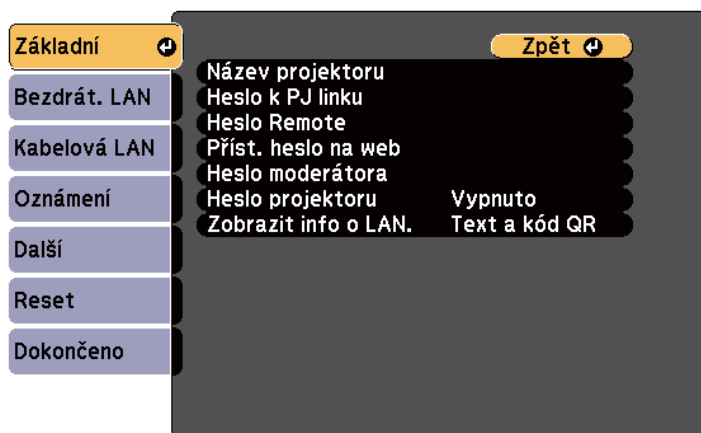 Základní
Bezdrát. LAN
Kabelová LAN
Oznámení
Další
Reset
Dokončeno
Zpět
Název projektoru
Heslo k PJ linku
Heslo Remote
Příst. heslo na web
Heslo moderátora
Heslo projektoru Vypnuto
Zobrazit info o LAN. Text a kód QR